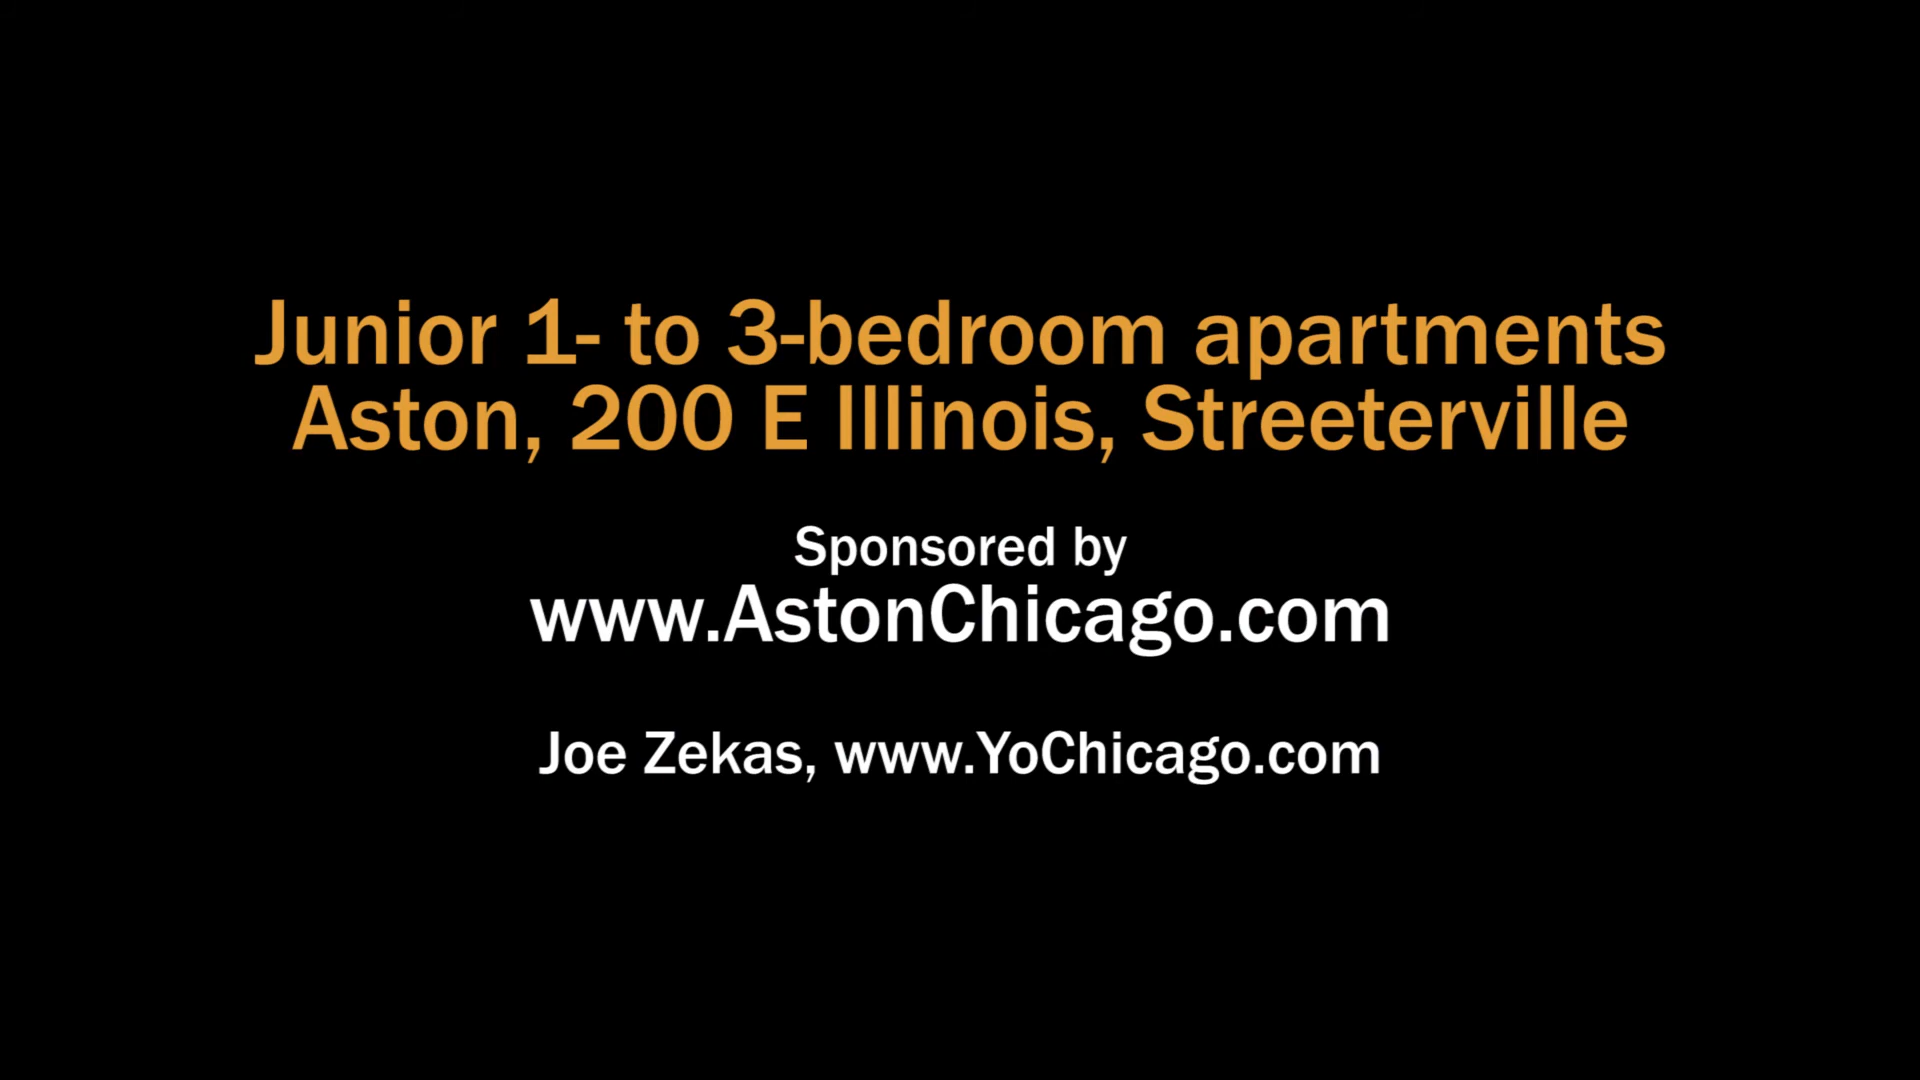 Junior 1- to 3-bedroom apartments
Aston, 200 E Illinois, Streeterville
Sponsored by
www.AstonChicago.com
Joe Zekas, www.YoChicago.com